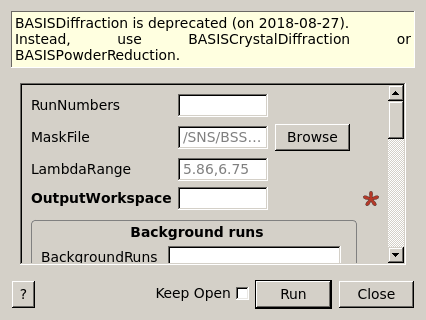 BASISDiffraction is deprecated (on 2018-08-27).
Instead, use BASISCrystalDiffraction or
BASISPowderReduction.
RunNumbers
MaskFile /SNS/BSS... Browse
LambdaRange 5.86,6.75
OutputWorkspace *
Background runs
BackgroundRuns
? Keep Open Run Close